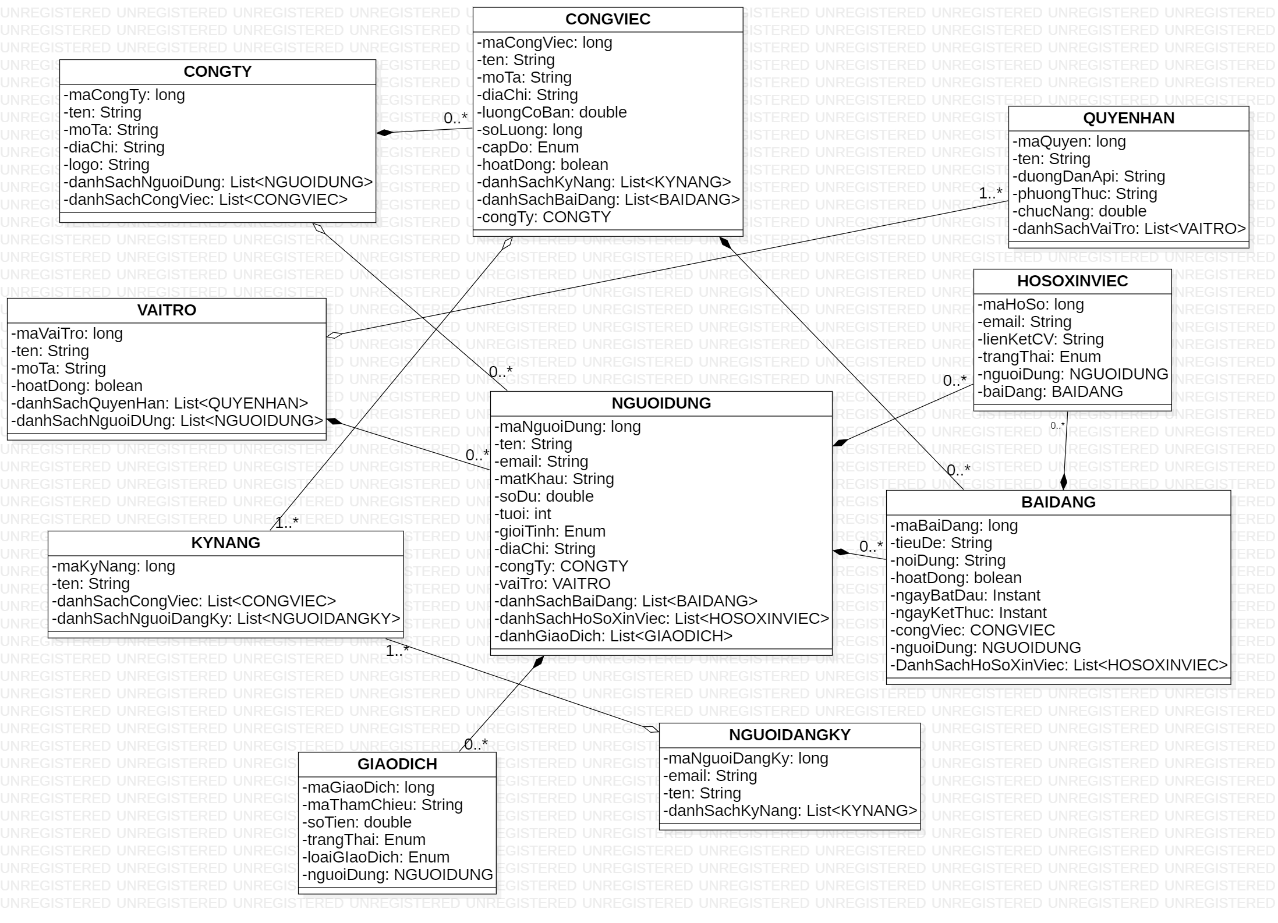 CONGTY
-maCongTy: long
-ten: String
-moTa: String
-diaChi: String
-logo: String
-danhSachNguoiDung: List<NGUOIDUNG>
-danhSachCongViec: List<CONGVIEC>
0..*
CONGVIEC
-maCongViec: long
-ten: String
-moTa: String
-diaChi: String
-luongCoBan: double
-soLuong: long
-capDo: Enum
-hoatDong: bolean
-danhSachKyNang: List<KYNANG>
-danhSachBaiDang: List<BAIDANG>
-congTy: CONGTY
QUYENHAN
-maQuyen: long
-ten: String
-duongDanApi: String
-phuongThuc: String
-chucNang: double
-danhSachVaiTro: List<VAITRO>
1..*
VAITRO
-maVaiTro: long
-ten: String
-moTa: String
-hoatDong: bolean
-danhSachQuyenHan: List<QUYENHAN>
-danhSachNguoiDUng: List<NGUOIDUNG>
HOSOXINVIEC
-maHoSo: long
-email: String
-lienKetCV: String
-trangThai: Enum
-nguoiDung: NGUOIDUNG
-baiDang: BAIDANG
0..*
0..*
0..*
0..*
NGUOIDUNG
-maNguoiDung: long
-ten: String
-email: String
-matKhau: String
-soDu: double
-tuoi: int
-gioiTinh: Enum
-diaChi: String
-congTy: CONGTY
-vaiTro: VAITRO
-danhSachBaiDang: List<BAIDANG>
-danhSachHoSoXinViec: List<HOSOXINVIEC>
-danhGiaoDich: List<GIAODICH>
0..*
0..*
BAIDANG
-maBaiDang: long
-tieuDe: String
-noiDung: String
-hoatDong: bolean
-ngayBatDau: Instant
-ngayKetThuc: Instant
-congViec: CONGVIEC
-nguoiDung: NGUOIDUNG
-DanhSachHoSoXinViec: List<HOSOXINVIEC>
1..*
KYNANG
-maKyNang: long
-ten: String
-danhSachCongViec: List<CONGVIEC>
-danhSachNguoiDangKy: List<NGUOIDANGKY>
1..*
0..*
GIAODICH
-maGiaoDich: long
-maThamChieu: String
-soTien: double
-trangThai: Enum
-loaiGIaoDich: Enum
-nguoiDung: NGUOIDUNG
NGUOIDANGKY
-maNguoiDangKy: long
-email: String
-ten: String
-danhSachKyNang: List<KYNANG>
UNREGISTERED